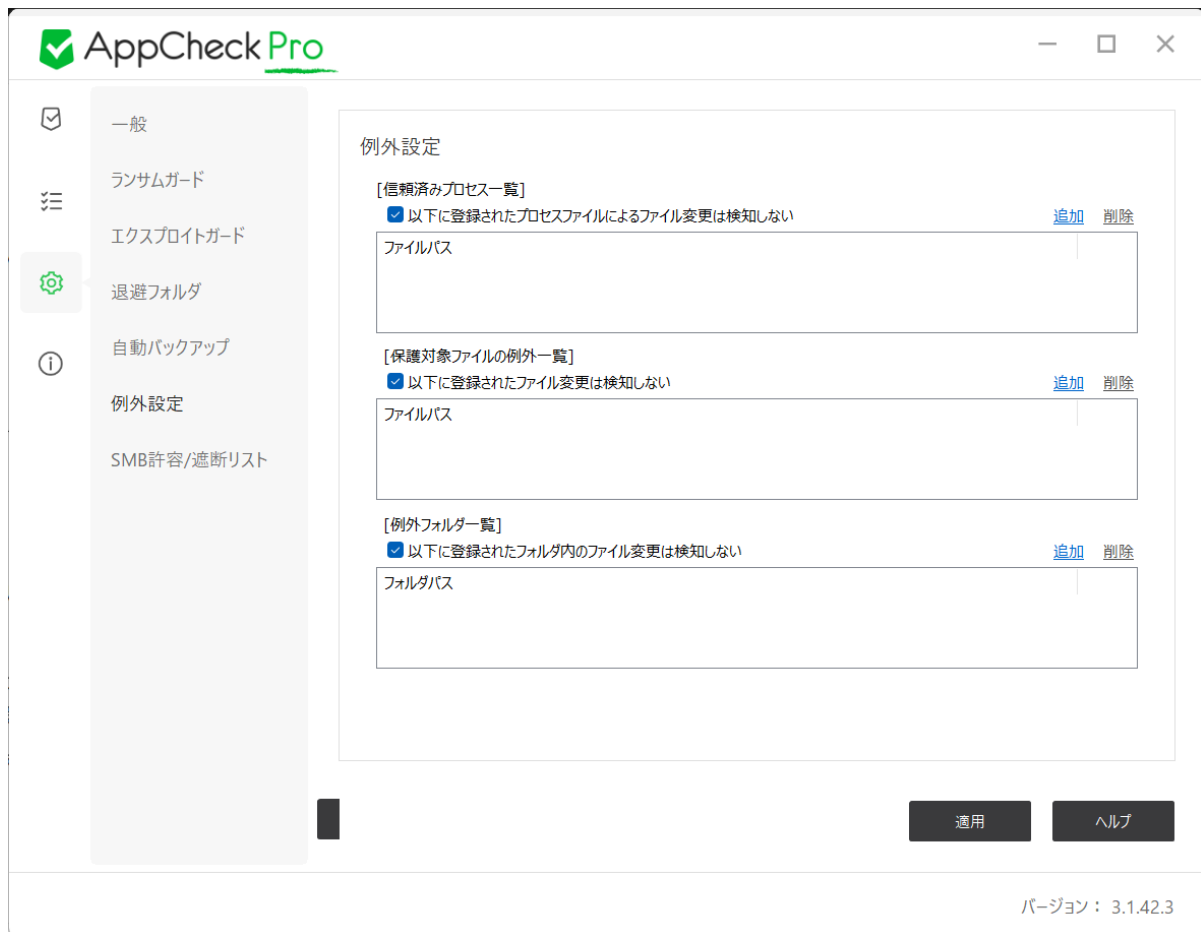 AppCheck Pro
一般
ランサムガード
エクスプロイトガード
退避フォルダ
自動バックアップ
例外設定
SMB許容/遮断リスト
例外設定
[信頼済みプロセス一覧]
以下に登録されたプロセスファイルによるファイル変更は検知しない 追加 削除
ファイルパス
[保護対象ファイルの例外一覧]
以下に登録されたファイル変更は検知しない 追加 削除
ファイルパス
[例外フォルダ一覧]
以下に登録されたフォルダ内のファイル変更は検知しない 追加 削除
フォルダパス
適用 ヘルプ
バージョン： 3.1.42.3